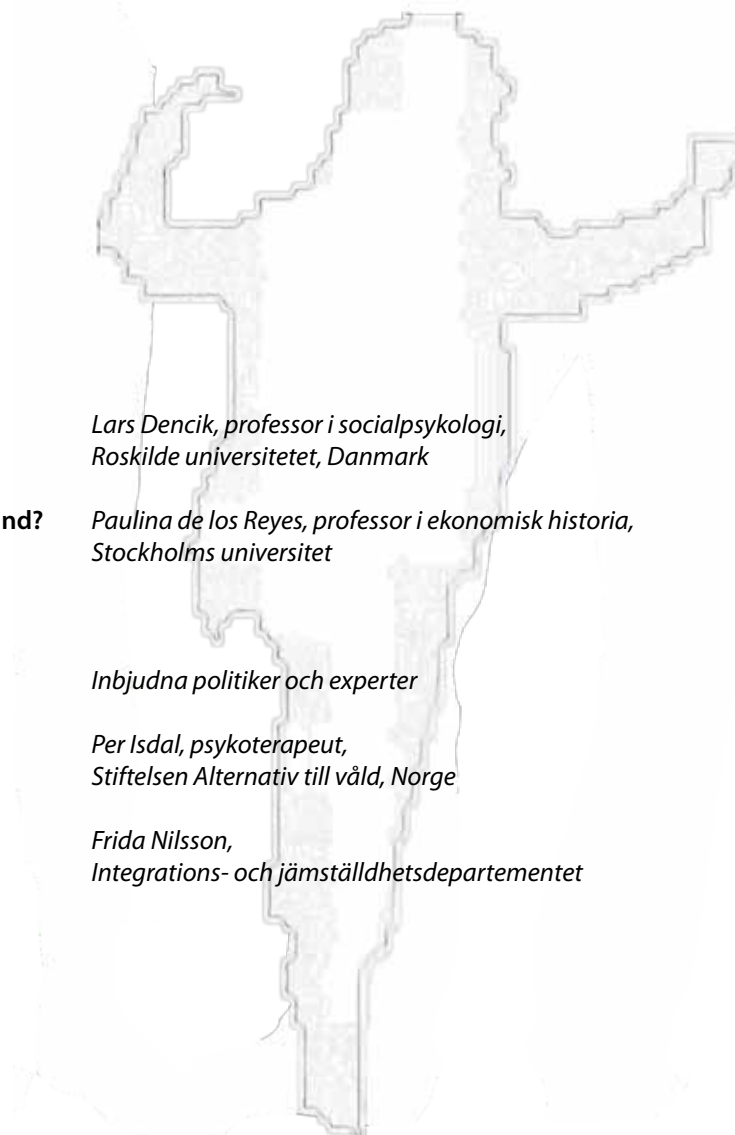 Lars Dencik, professor i socialpsykologi,
Roskilde universitetet, Danmark
nd? Paulina de los Reyes, professor i ekonomisk historia,
Stockholms universitet
Inbjudna politiker och experter
Per Isdal, psykoterapeut,
Stiftelsen Alternativ till våld, Norge
Frida Nilsson,
Integrations- och jämställdhetsdepartementet